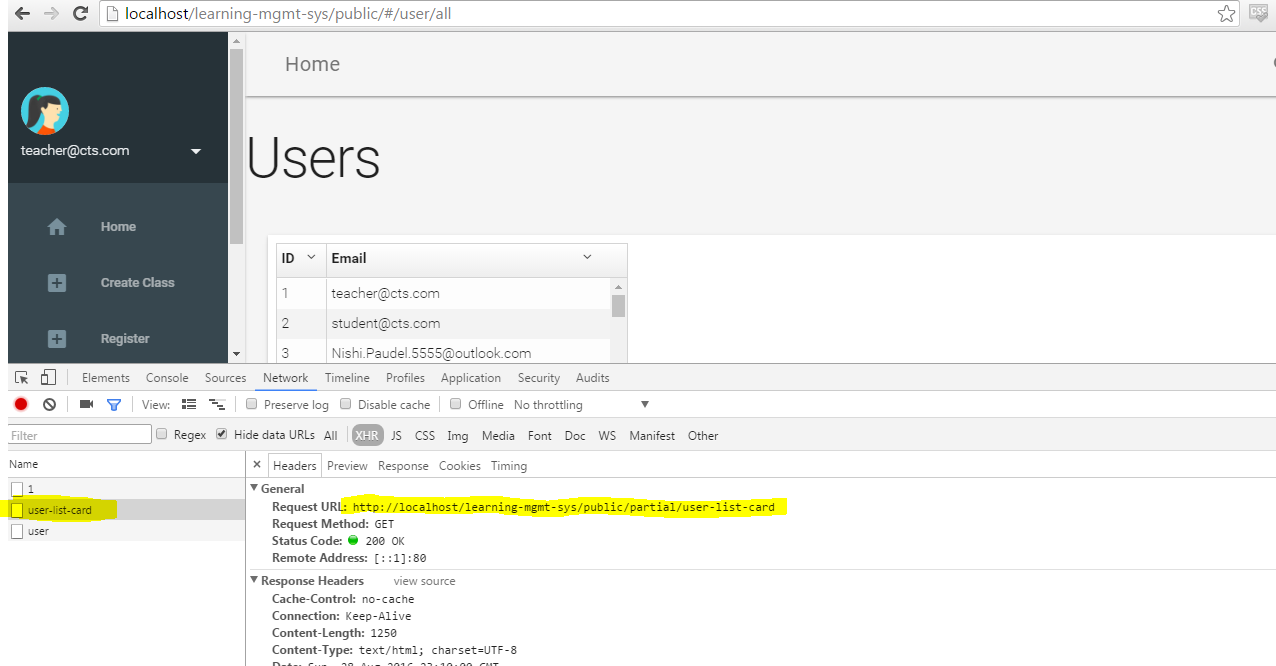 localhost/learning-mgmt-sys/public/#/user/all
CSS
Home
teacher@cts.com
Users
Home
Create Class
Register
ID Email
1 teacher@cts.com
2 student@cts.com
3 Nishi.Paudel.5555@outlook.com
Elements Console Sources Network Timeline Profiles Application Security Audits
View: Preserve log Disable cache Offline No throttling
Filter Regex Hide data URLs All XHR JS CSS Img Media Font Doc WS Manifest Other
Name × Headers Preview Response Cookies Timing
1
user-list-card
user
General
Request URL: http://localhost/learning-mgmt-sys/public/partial/user-list-card
Request Method: GET
Status Code: 200 OK
Remote Address: [::1]:80
Response Headers view source
Cache-Control: no-cache
Connection: Keep-Alive
Content-Length: 1250
Content-Type: text/html; charset=UTF-8
Date: Sun, 28 Aug 2016